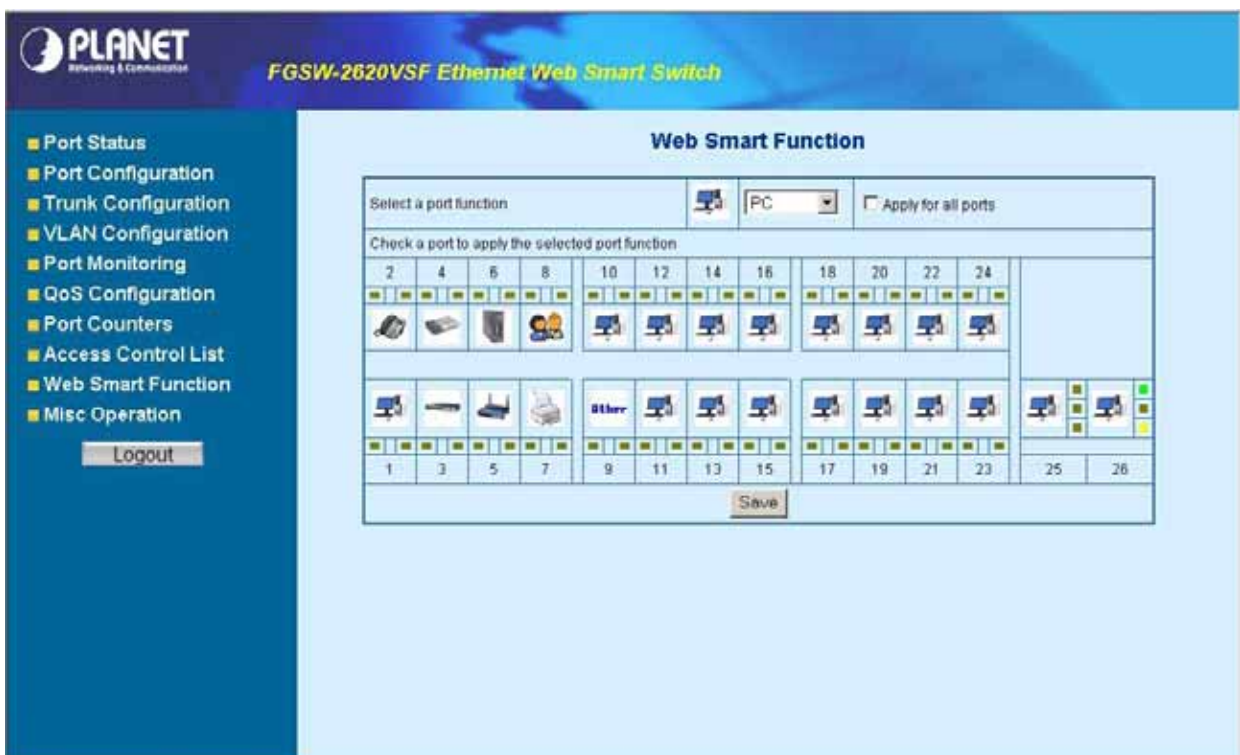 PLANET
Networking & Communication
FGSW-2620VSF Ethernet Web Smart Switch
Port Status
Port Configuration
Trunk Configuration
VLAN Configuration
Port Monitoring
QoS Configuration
Port Counters
Access Control List
Web Smart Function
Misc Operation
Logout
Web Smart Function
Select a port function
PC
Apply for all ports
Check a port to apply the selected port function
2 4 6 8 10 12 14 16 18 20 22 24
Other
1 3 5 7 9 11 13 15 17 19 21 23 25 26
Save